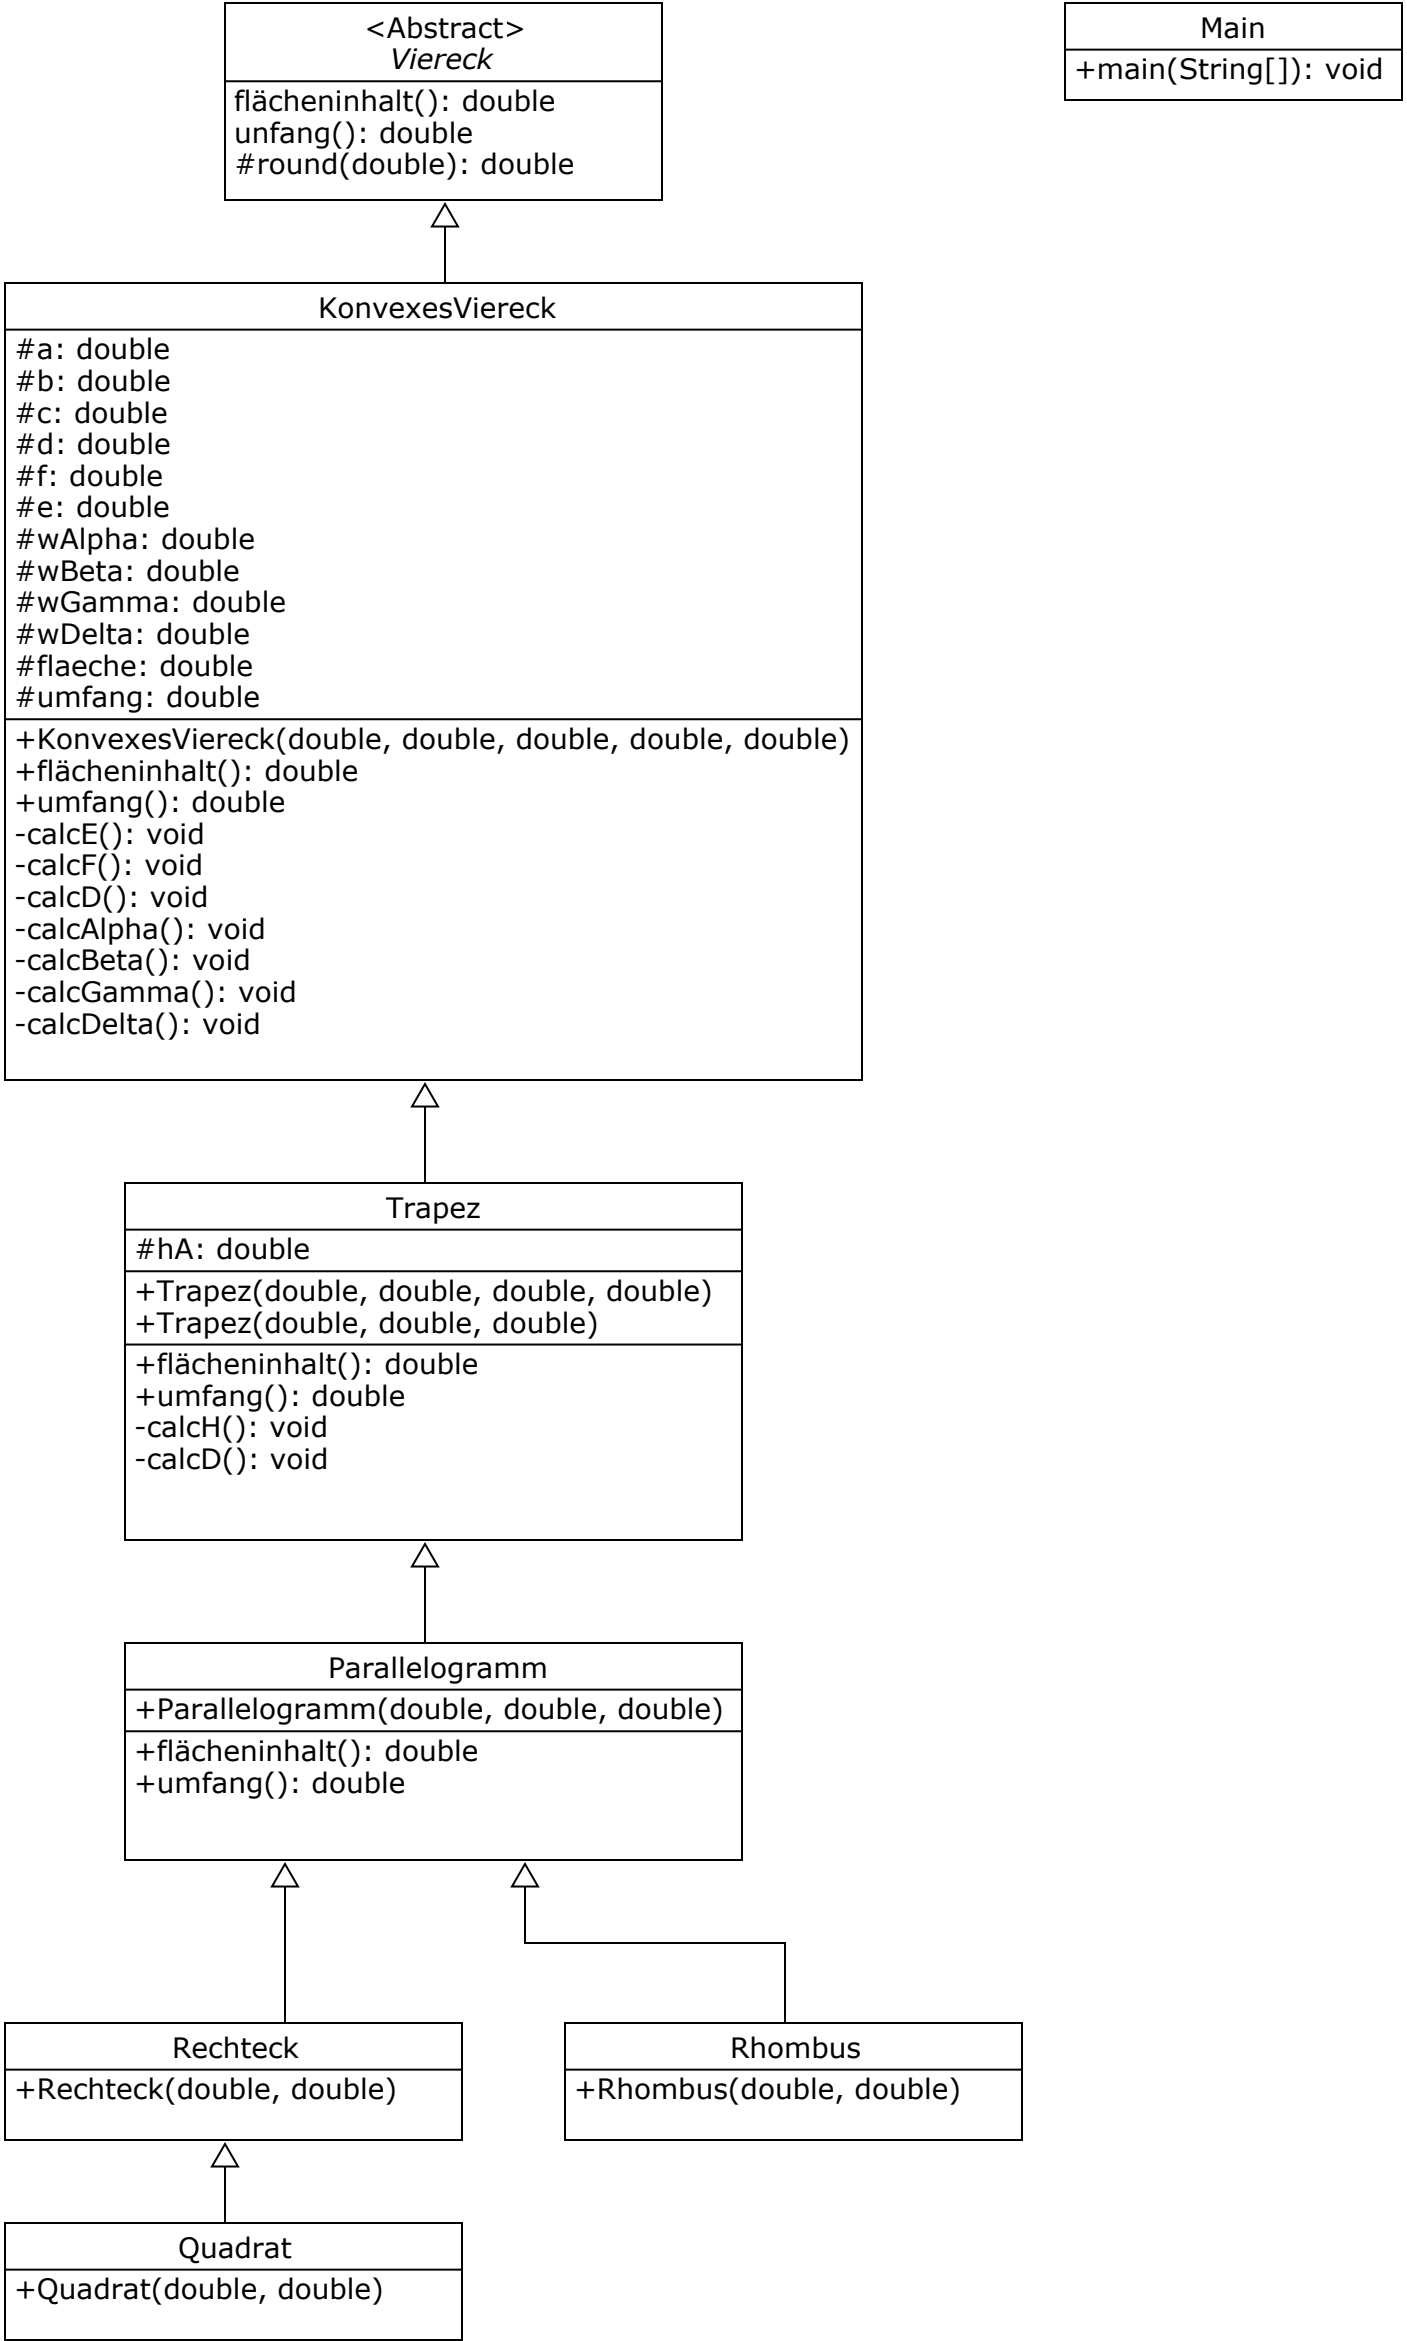 <Abstract>
Viereck
flächeninhalt(): double
unfang(): double
#round(double): double
Main
+main(String[]): void
KonvexesViereck
#a: double
#b: double
#c: double
#d: double
#f: double
#e: double
#wAlpha: double
#wBeta: double
#wGamma: double
#wDelta: double
#flaeche: double
#umfang: double
+KonvexesViereck(double, double, double, double, double)
+flächeninhalt(): double
+umfang(): double
-calcE(): void
-calcF(): void
-calcD(): void
-calcAlpha(): void
-calcBeta(): void
-calcGamma(): void
-calcDelta(): void
Trapez
#hA: double
+Trapez(double, double, double, double)
+Trapez(double, double, double)
+flächeninhalt(): double
+umfang(): double
-calcH(): void
-calcD(): void
Parallelogramm
+Parallelogramm(double, double, double)
+flächeninhalt(): double
+umfang(): double
Rechteck
+Rechteck(double, double)
Rhombus
+Rhombus(double, double)
Quadrat
+Quadrat(double, double)